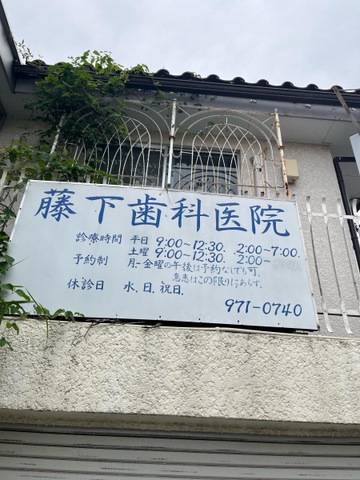 藤下歯科医院
診療時間 平日 9:00~12:30. 2:00~7:00.
土曜 9:00~12:30. 2:00~
予約制 月~金曜の午後は予約なしでも可.
急患はこの限りにあらず.
休診日 水.日.祝日.
971-0740